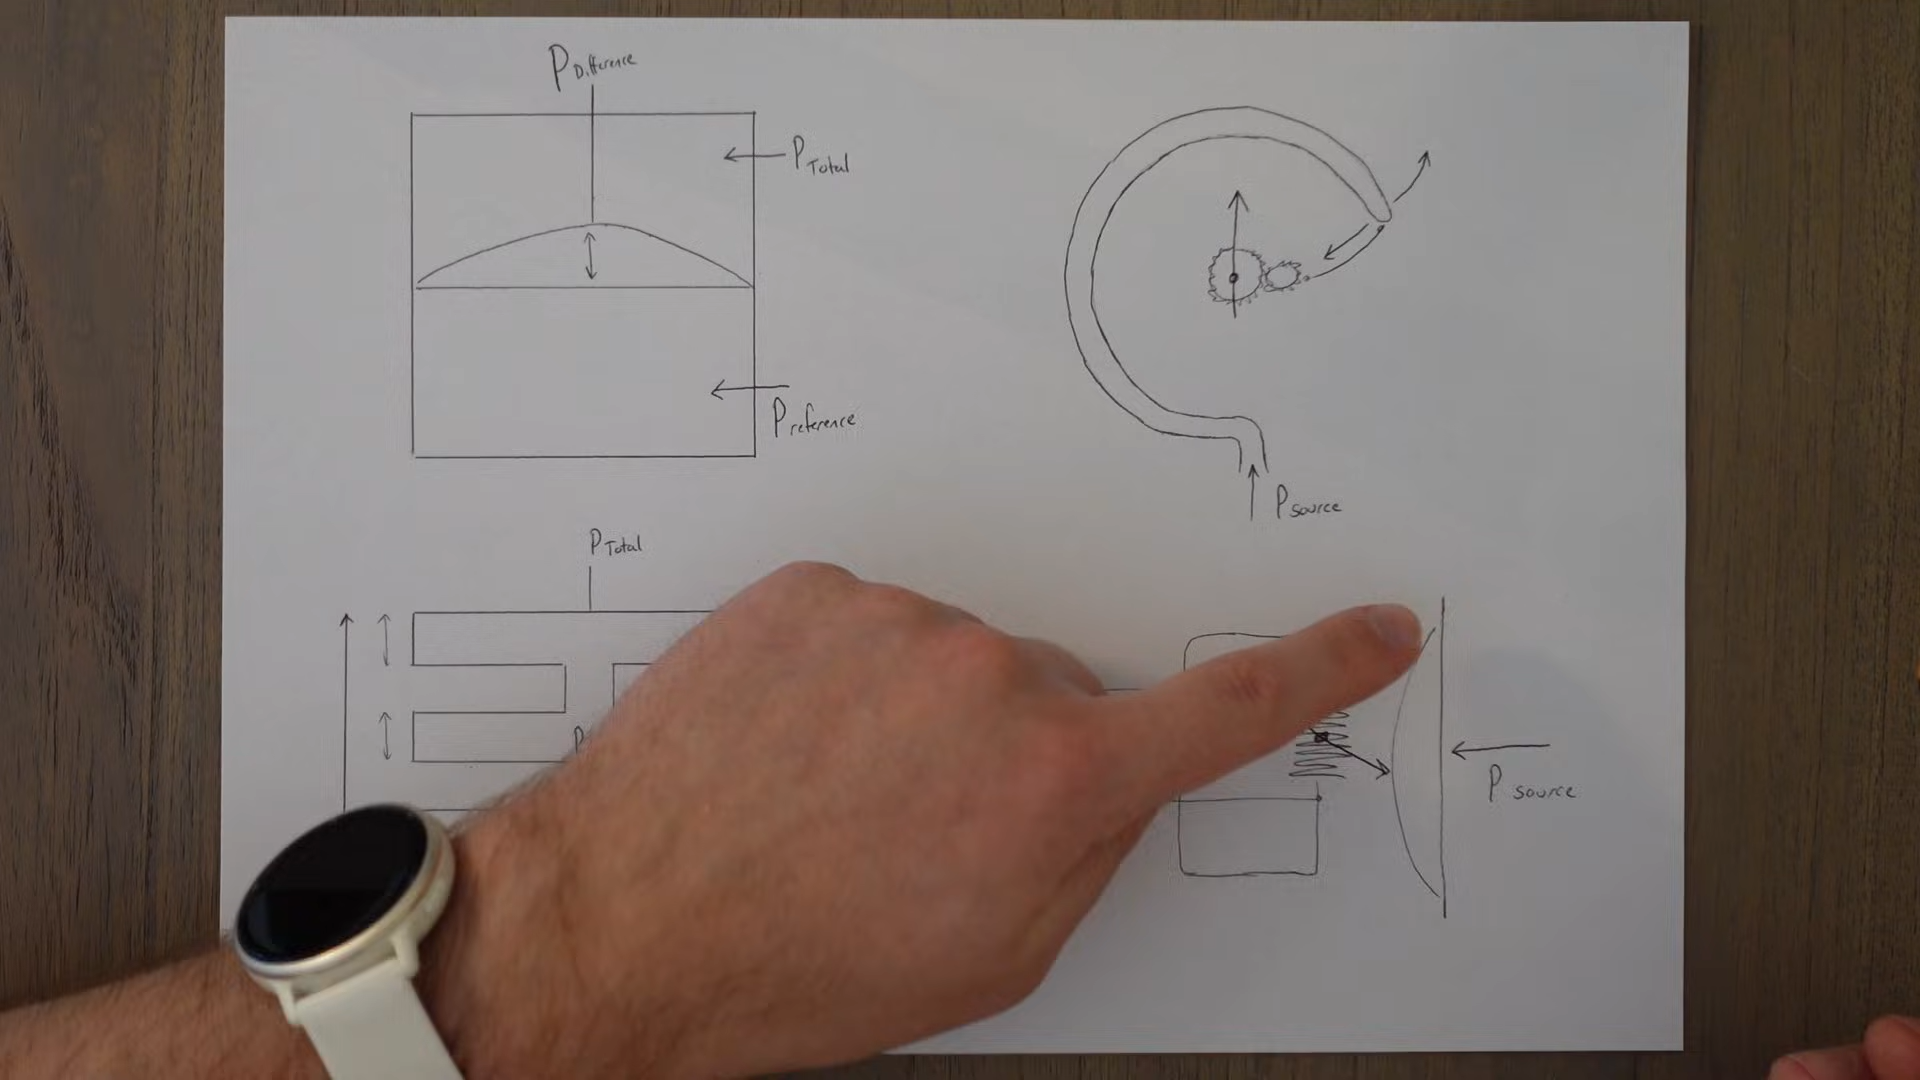 P Difference
P Total
P reference
P source
P Total
P
P source